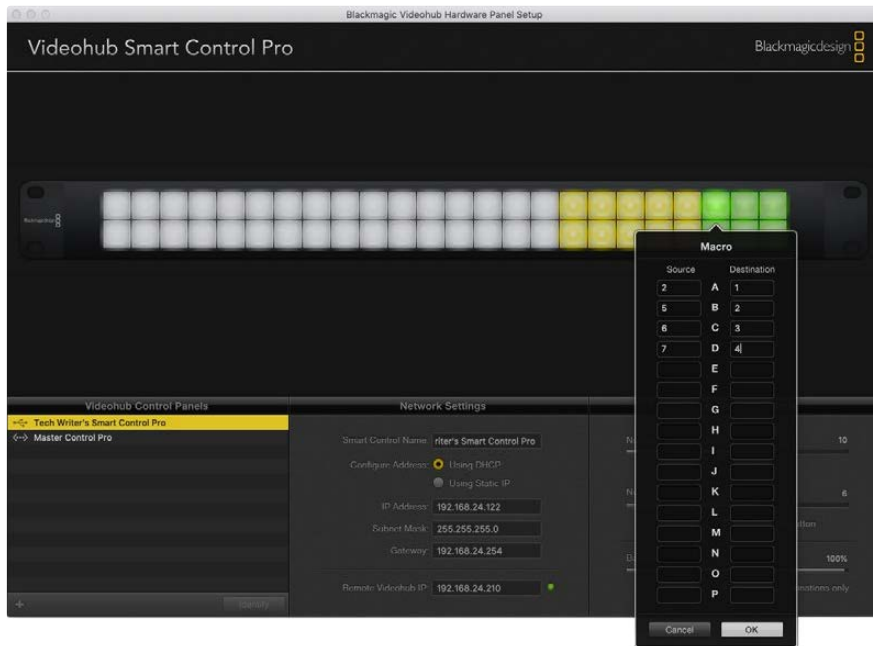 Blackmagic Videohub Hardware Panel Setup
Videohub Smart Control Pro
Blackmagicdesign
Macro
Source Destination
2 A 1
5 B 2
6 C 3
7 D 4
E
F
G
H
I
J
K
L
M
N
O
P
Cancel OK
Videohub Control Panels
Tech Writer's Smart Control Pro
Master Control Pro
Identify
Network Settings
Smart Control Name: riter's Smart Control Pro
Configure Address: Using DHCP
Using Static IP
IP Address: 192.168.24.122
Subnet Mask: 255.255.255.0
Gateway: 192.168.24.254
Remote Videohub IP: 192.168.24.210
10
6
100%